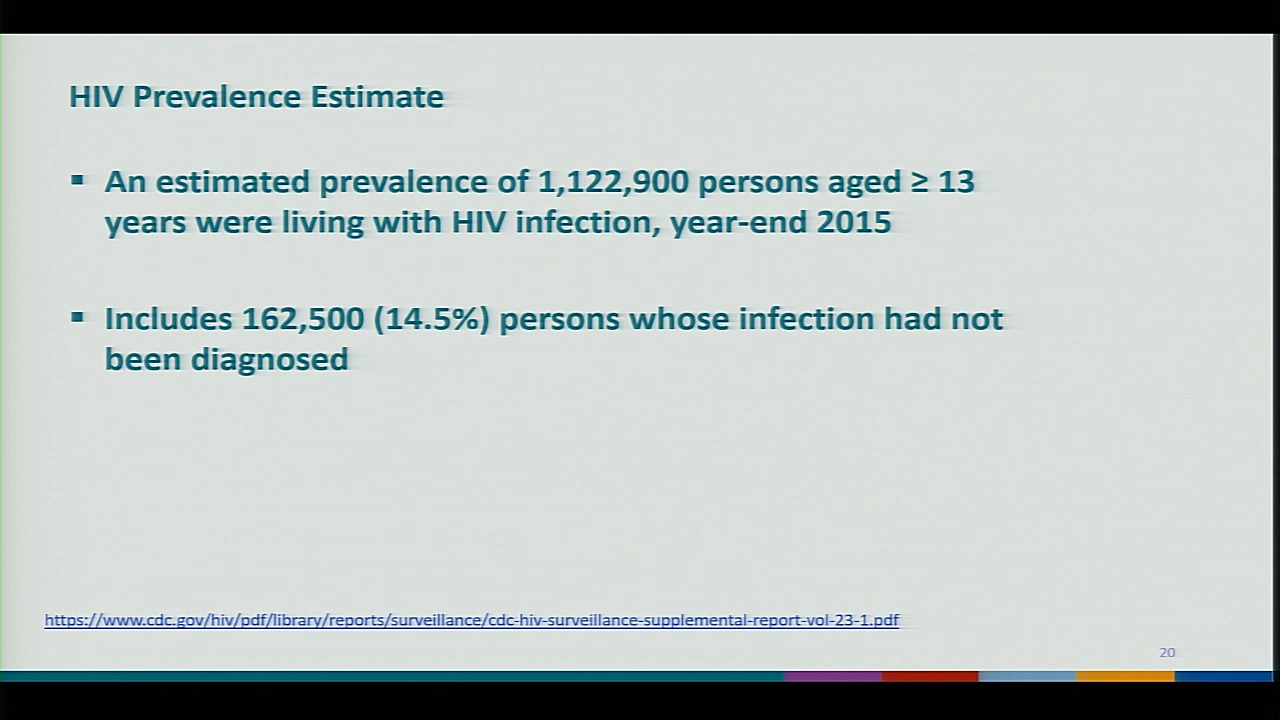 HIV Prevalence Estimate
▪ An estimated prevalence of 1,122,900 persons aged ≥ 13
years were living with HIV infection, year-end 2015
▪ Includes 162,500 (14.5%) persons whose infection had not
been diagnosed
https://www.cdc.gov/hiv/pdf/library/reports/surveillance/cdc-hiv-surveillance-supplemental-report-vol-23-1.pdf
20